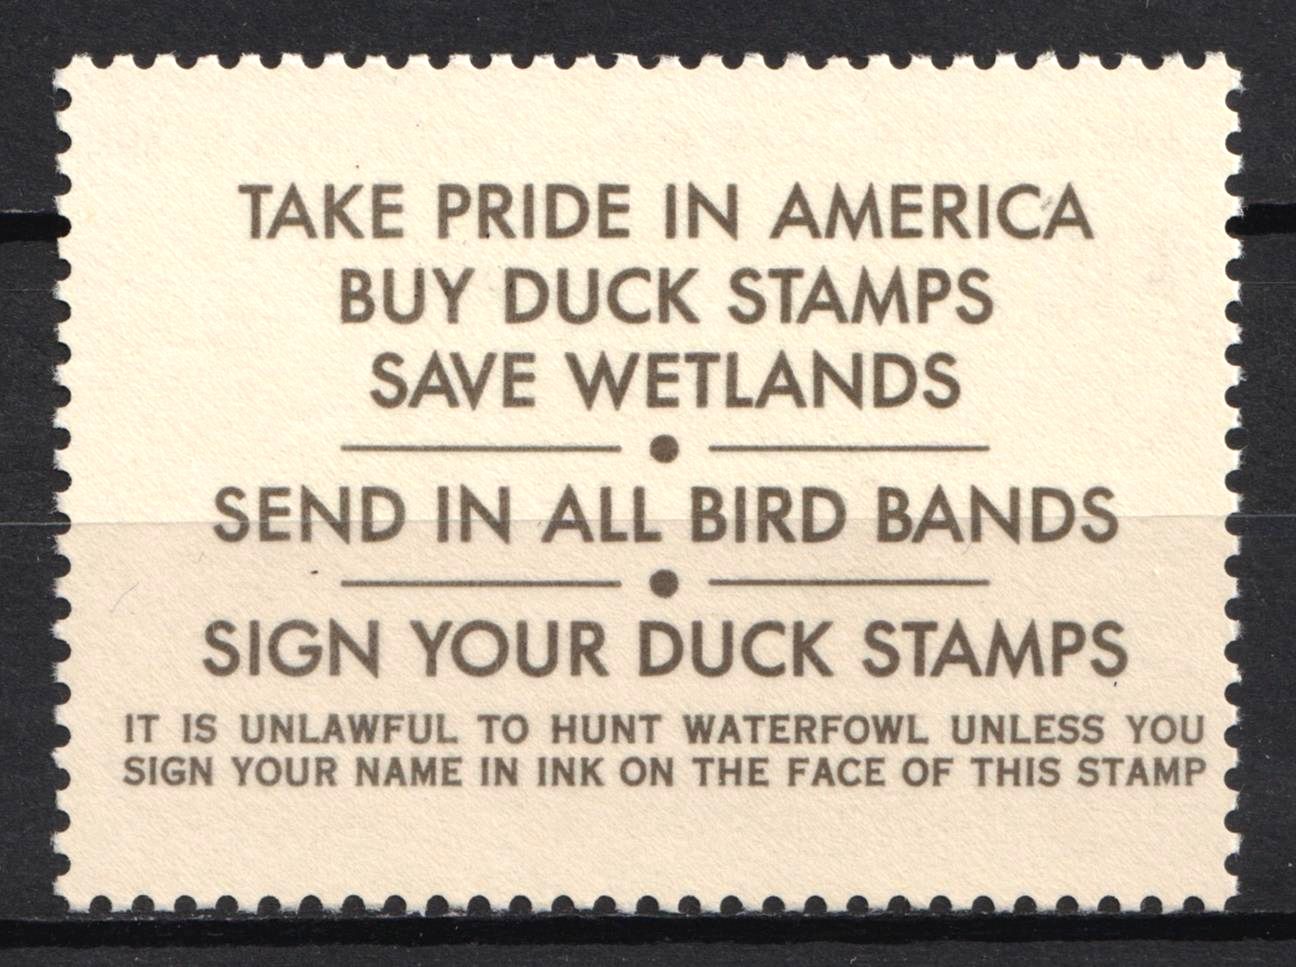 TAKE PRIDE IN AMERICA
BUY DUCK STAMPS
SAVE WETLANDS
SEND IN ALL BIRD BANDS
SIGN YOUR DUCK STAMPS
IT IS UNLAWFUL TO HUNT WATERFOWL UNLESS YOU
SIGN YOUR NAME IN INK ON THE FACE OF THIS STAMP